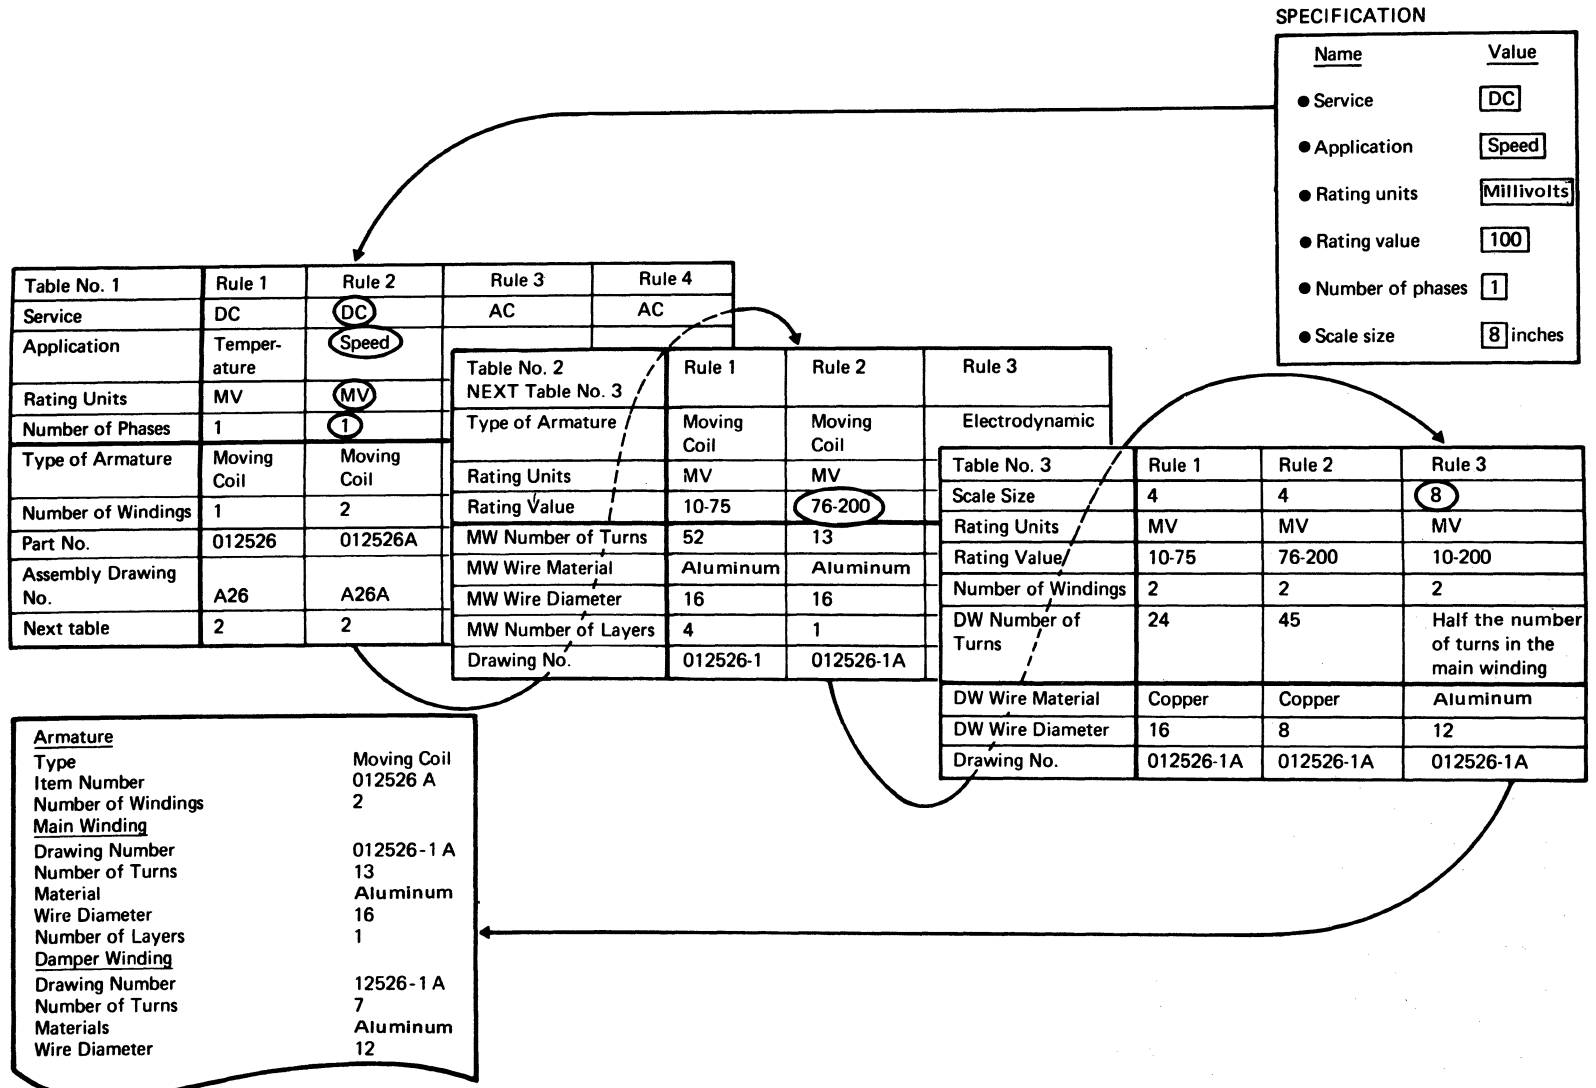 SPECIFICATION
Name Value
● Service DC
● Application Speed
● Rating units Millivolts
● Rating value 100
● Number of phases 1
● Scale size 8 inches
Table No. 1 Rule 1 Rule 2 Rule 3 Rule 4
Service DC DC AC AC
Application Temper- Speed
ature
Rating Units MV MV
Number of Phases 1 1
Type of Armature Moving Moving
Coil Coil
Number of Windings 1 2
Part No. 012526 012526A
Assembly Drawing
No. A26 A26A
Next table 2 2
Table No. 2 Rule 1 Rule 2 Rule 3
NEXT Table No. 3
Type of Armature Moving Moving Electrodynamic
Coil Coil
Rating Units MV MV
Rating Value 10-75 76-200
MW Number of Turns 52 13
MW Wire Material Aluminum Aluminum
MW Wire Diameter 16 16
MW Number of Layers 4 1
Drawing No. 012526-1 012526-1A
Table No. 3 Rule 1 Rule 2 Rule 3
Scale Size 4 4 8
Rating Units MV MV MV
Rating Value 10-75 76-200 10-200
Number of Windings 2 2 2
DW Number of 24 45 Half the number
Turns of turns in the
main winding
DW Wire Material Copper Copper Aluminum
DW Wire Diameter 16 8 12
Drawing No. 012526-1A 012526-1A 012526-1A
Armature
Type Moving Coil
Item Number 012526 A
Number of Windings 2
Main Winding
Drawing Number 012526-1 A
Number of Turns 13
Material Aluminum
Wire Diameter 16
Number of Layers 1
Damper Winding
Drawing Number 12526-1 A
Number of Turns 7
Materials Aluminum
Wire Diameter 12